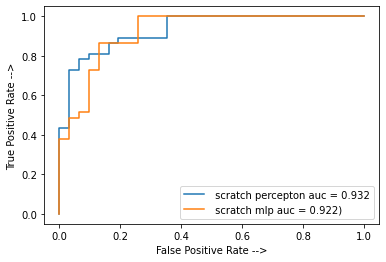 1.0
0.8
0.6
0.4
0.2
0.0
True Positive Rate -->
scratch percepton auc = 0.932
scratch mlp auc = 0.922)
0.0 0.2 0.4 0.6 0.8 1.0
False Positive Rate -->